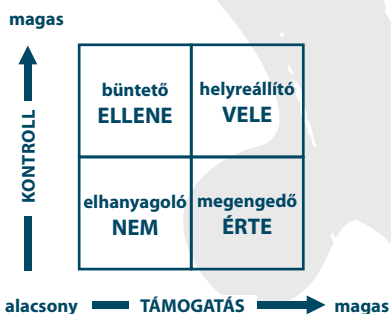 magas
KONTROLL
büntető
ELLENE
helyreállító
VELE
elhanyagoló
NEM
megengedő
ÉRTE
alacsony
TÁMOGATÁS
magas